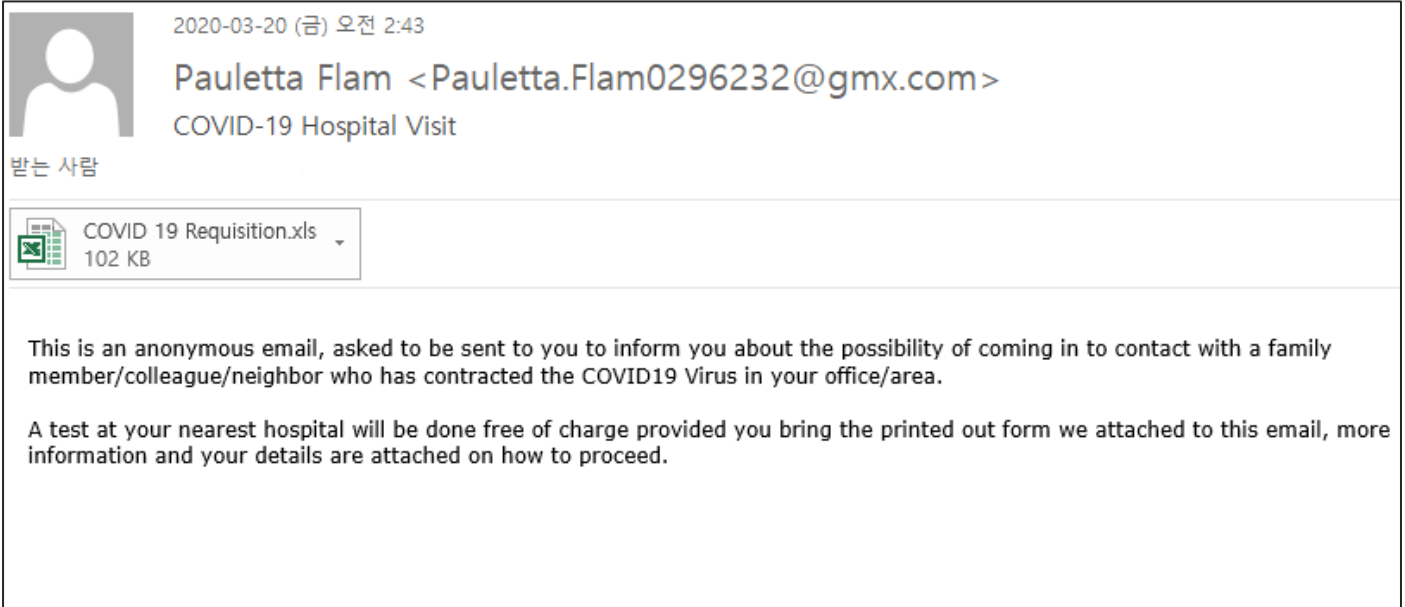 2020-03-20 (금) 오전 2:43
Pauletta Flam <Pauletta.Flam0296232@gmx.com>
COVID-19 Hospital Visit
받는 사람
COVID 19 Requisition.xls
102 KB
This is an anonymous email, asked to be sent to you to inform you about the possibility of coming in to contact with a family
member/colleague/neighbor who has contracted the COVID19 Virus in your office/area.
A test at your nearest hospital will be done free of charge provided you bring the printed out form we attached to this email, more
information and your details are attached on how to proceed.